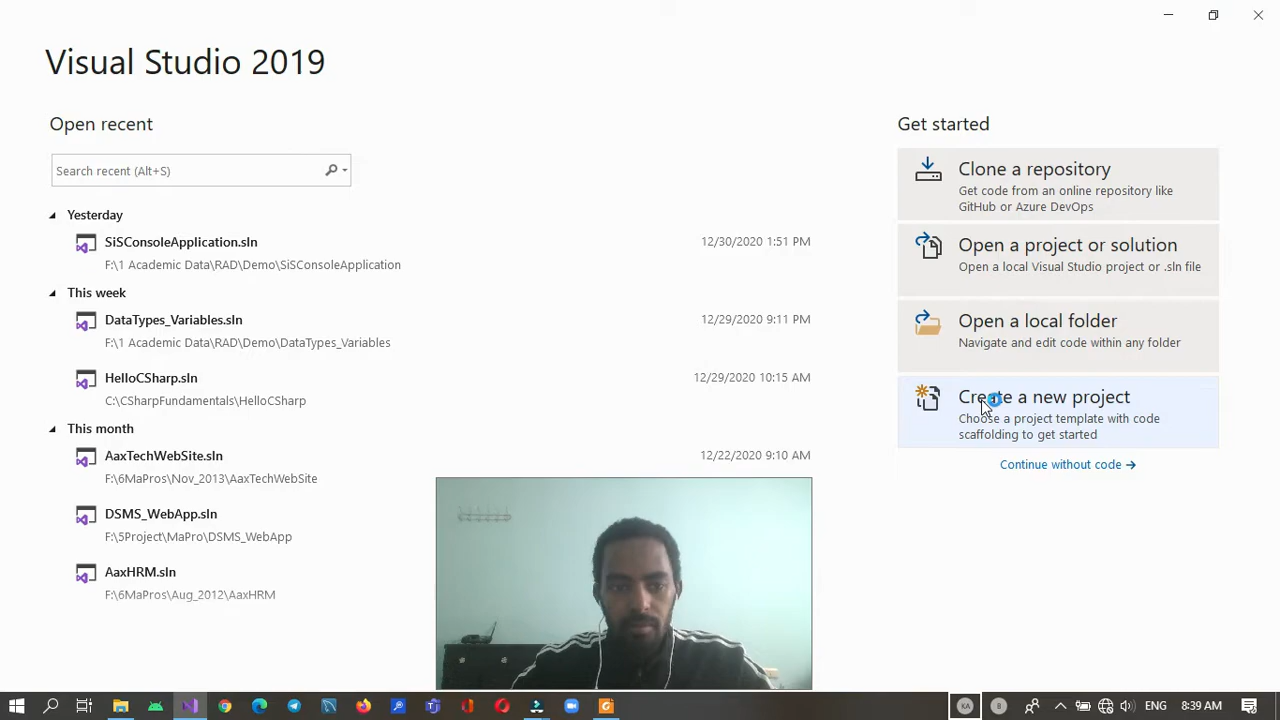 Visual Studio 2019
Open recent
Search recent (Alt+S)
Yesterday
SiSConsoleApplication.sln
12/30/2020 1:51 PM
F:\1 Academic Data\RAD\Demo\SiSConsoleApplication
This week
DataTypes_Variables.sln
12/29/2020 9:11 PM
F:\1 Academic Data\RAD\Demo\DataTypes_Variables
HelloCSharp.sln
12/29/2020 10:15 AM
C:\CSharpFundamentals\HelloCSharp
This month
AaxTechWebSite.sln
12/22/2020 9:10 AM
F:\6MaPros\Nov_2013\AaxTechWebSite
DSMS_WebApp.sln
F:\5Project\MaPro\DSMS_WebApp
AaxHRM.sln
F:\6MaPros\Aug_2012\AaxHRM
Get started
Clone a repository
Get code from an online repository like
GitHub or Azure DevOps
Open a project or solution
Open a local Visual Studio project or .sln file
Open a local folder
Navigate and edit code within any folder
Create a new project
Choose a project template with code
scaffolding to get started
Continue without code →
KA
B
ENG
8:39 AM